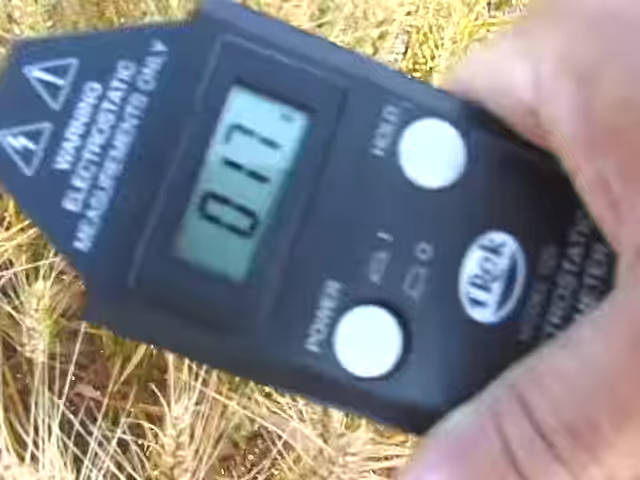 WARNING
ELECTROSTATIC
MEASUREMENTS ONLY
017
HOLD
POWER
I
O
TReK